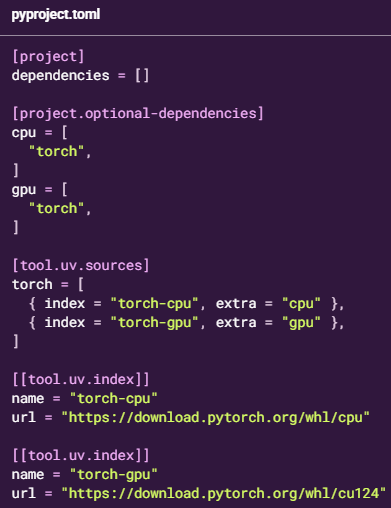 pyproject.toml
[project]
dependencies = []
[project.optional-dependencies]
cpu = [
  "torch",
]
gpu = [
  "torch",
]
[tool.uv.sources]
torch = [
  { index = "torch-cpu", extra = "cpu" },
  { index = "torch-gpu", extra = "gpu" },
]
[[tool.uv.index]]
name = "torch-cpu"
url = "https://download.pytorch.org/whl/cpu"
[[tool.uv.index]]
name = "torch-gpu"
url = "https://download.pytorch.org/whl/cu124"